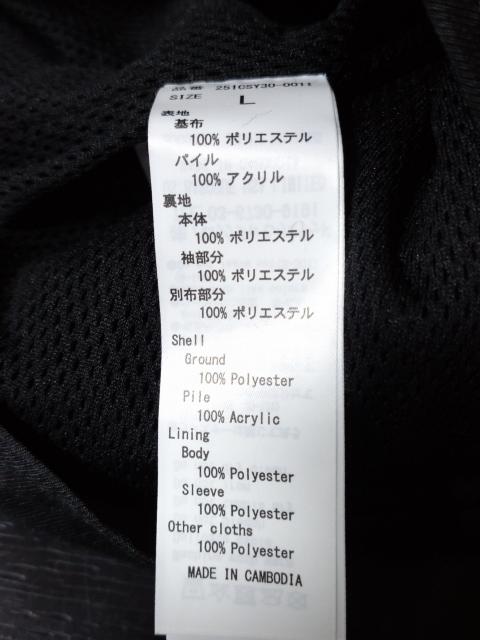 品番 251CSY30-0011
SIZE L
表地
基布
100% ポリエステル
パイル
100% アクリル
裏地
本体
100% ポリエステル
袖部分
100% ポリエステル
別布部分
100% ポリエステル
Shell
Ground
100% Polyester
Pile
100% Acrylic
Lining
Body
100% Polyester
Sleeve
100% Polyester
Other cloths
100% Polyester
MADE IN CAMBODIA